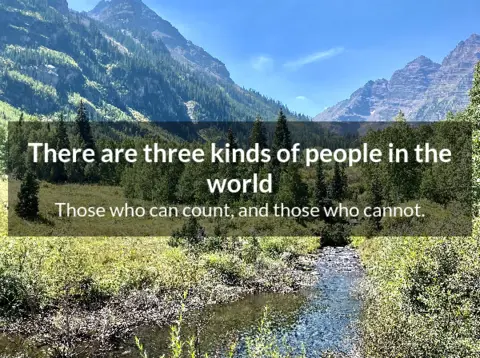 There are three kinds of people in the
world
Those who can count, and those who cannot.